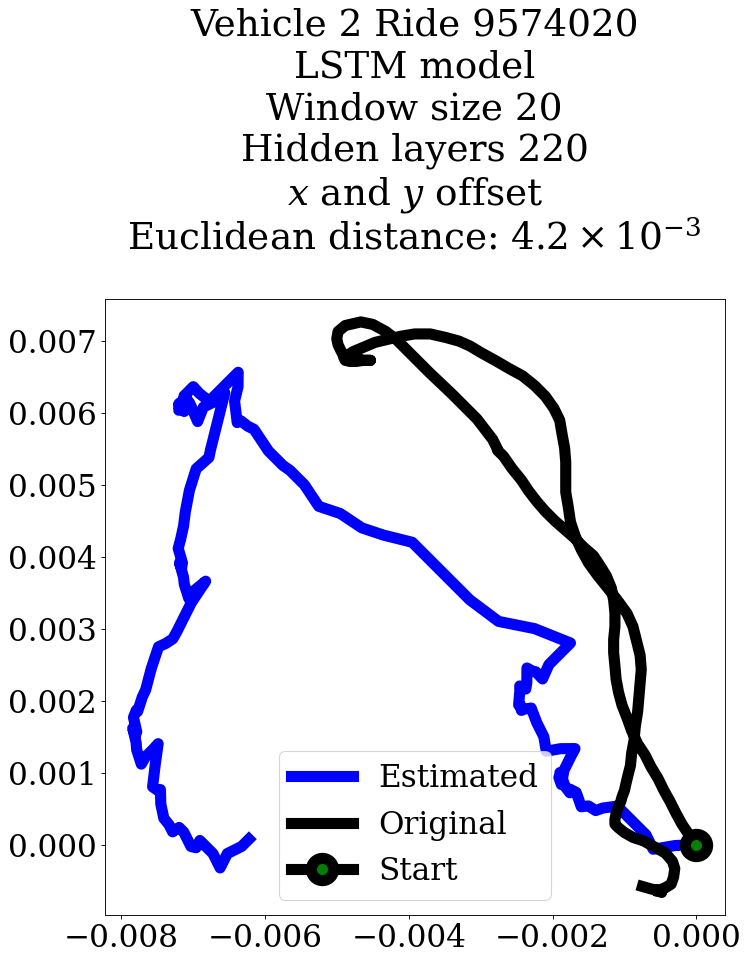 Vehicle 2 Ride 9574020
LSTM model
Window size 20
Hidden layers 220
x and y offset
Euclidean distance: 4.2 × 10⁻³
0.007
0.006
0.005
0.004
0.003
0.002
0.001
0.000
Estimated
Original
Start
−0.008 −0.006 −0.004 −0.002 0.000